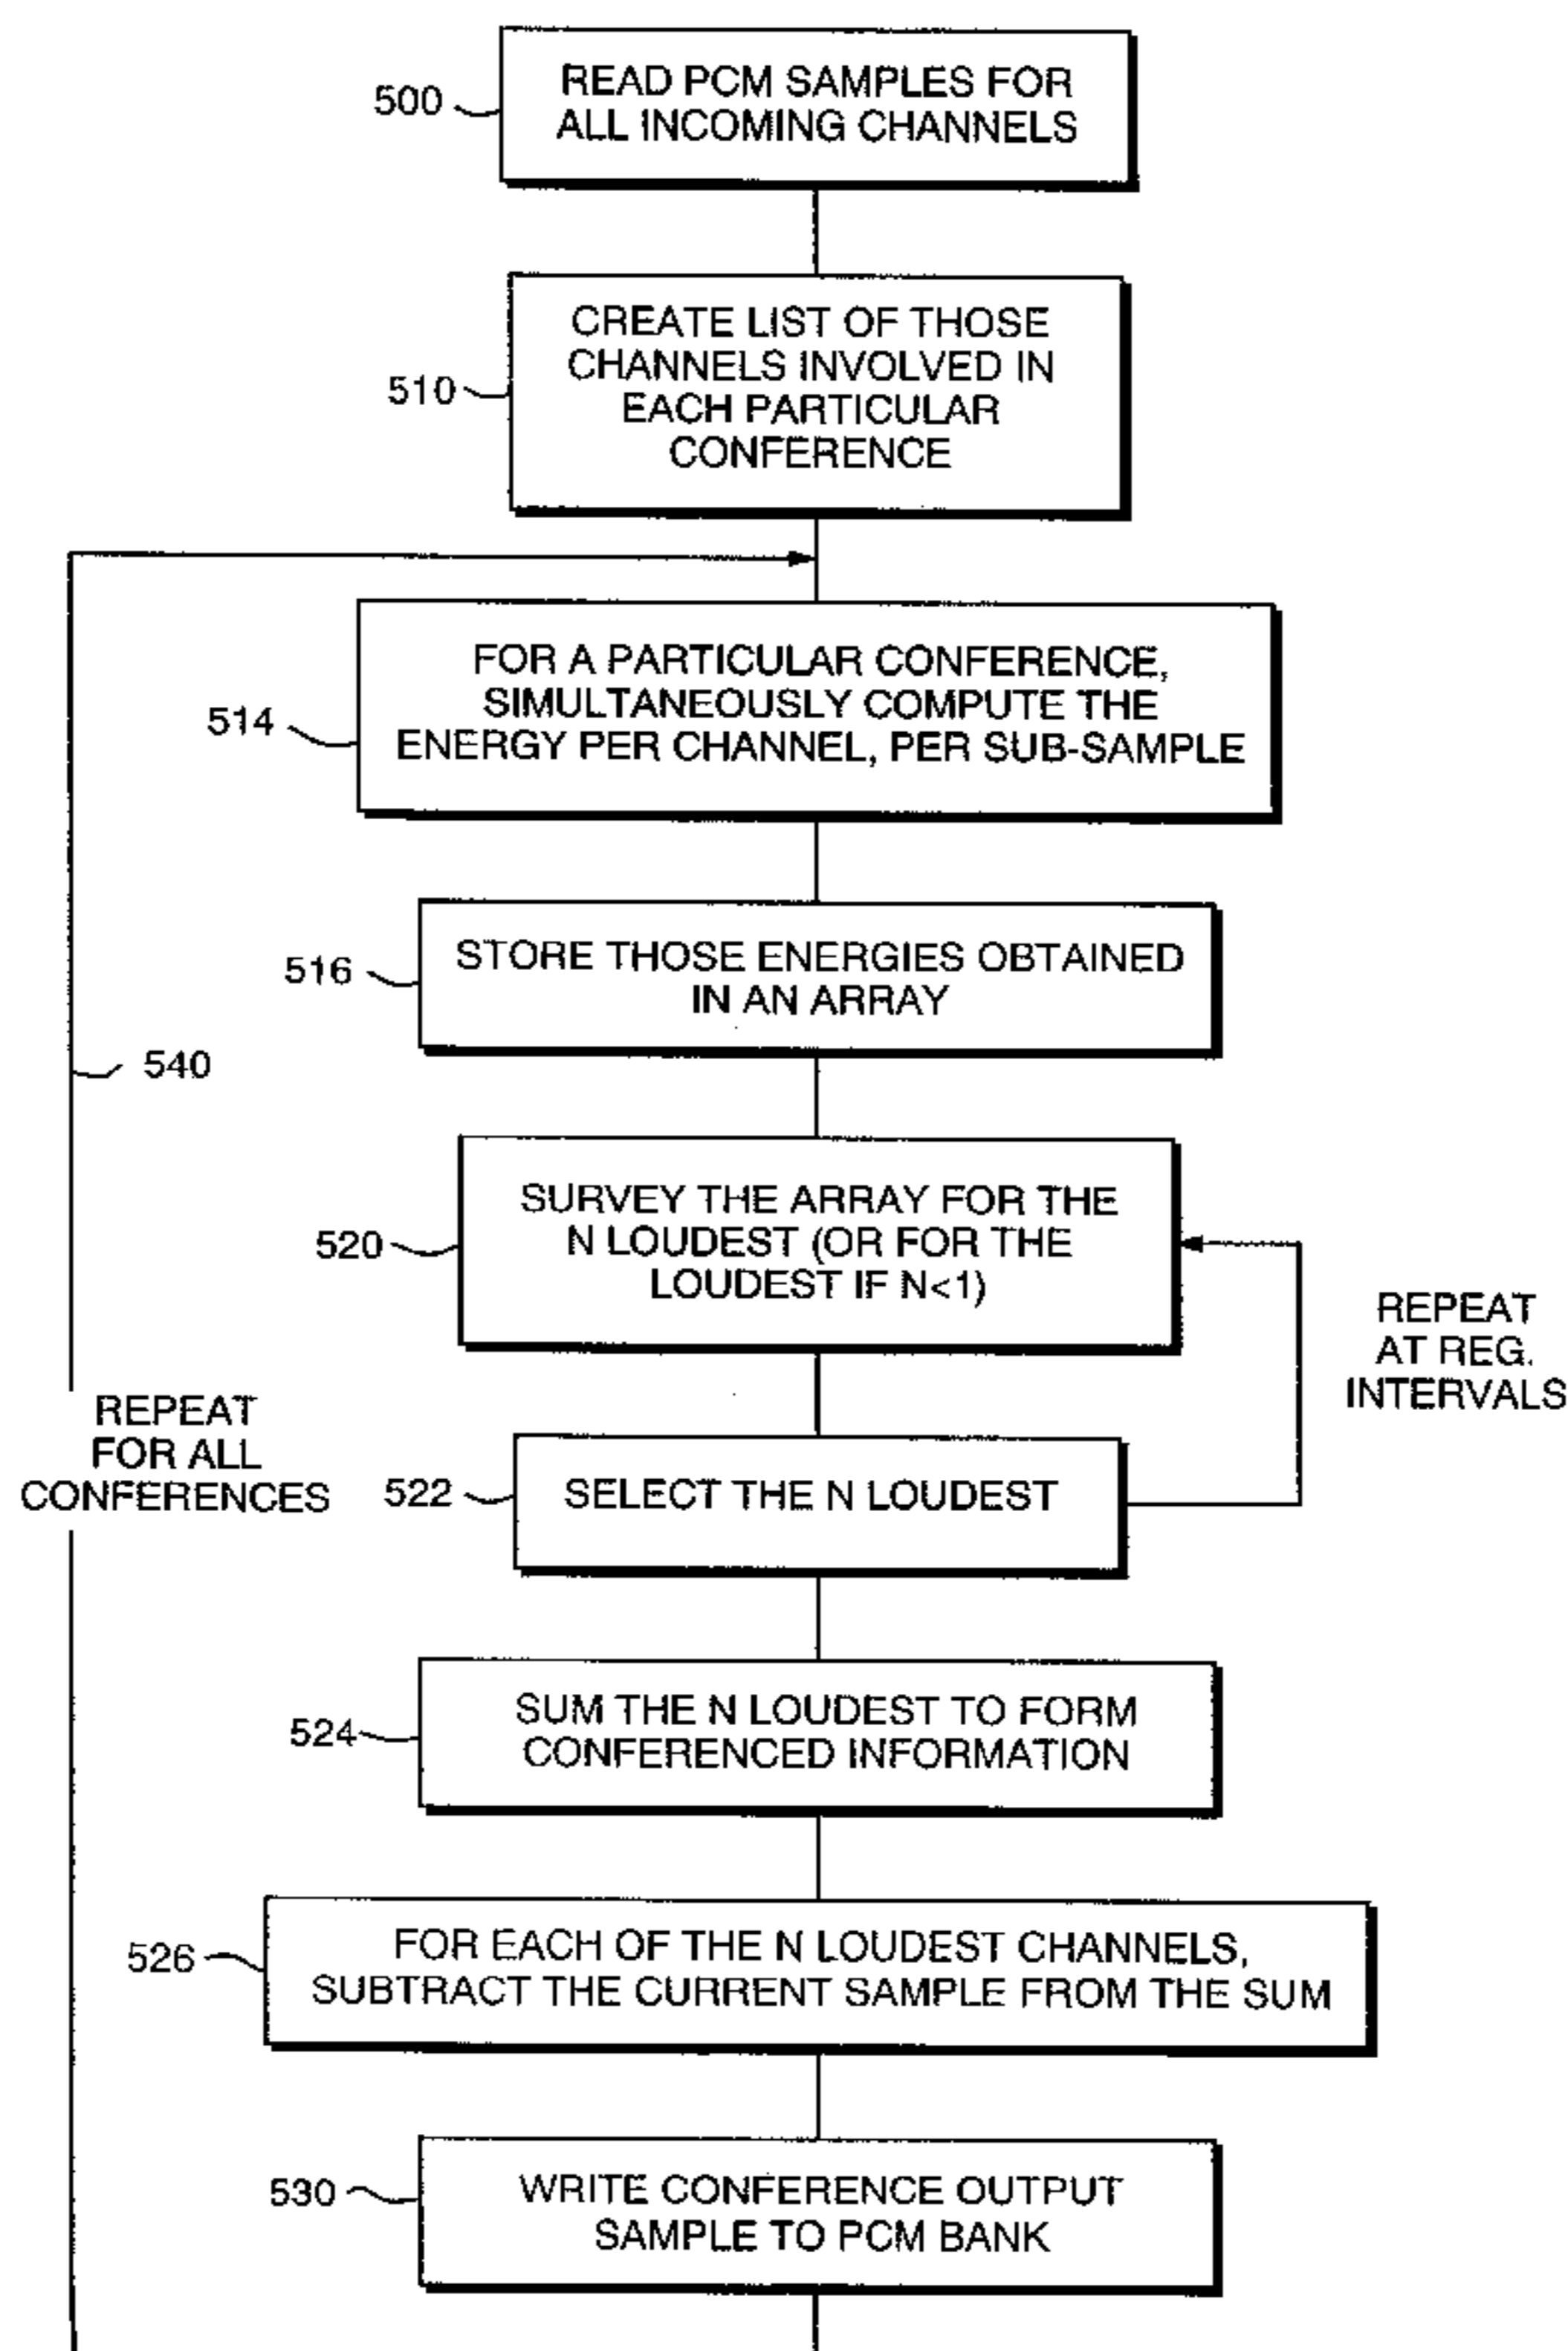 500
READ PCM SAMPLES FOR
ALL INCOMING CHANNELS
510
CREATE LIST OF THOSE
CHANNELS INVOLVED IN
EACH PARTICULAR
CONFERENCE
514
FOR A PARTICULAR CONFERENCE,
SIMULTANEOUSLY COMPUTE THE
ENERGY PER CHANNEL, PER SUB-SAMPLE
516
STORE THOSE ENERGIES OBTAINED
IN AN ARRAY
540
520
SURVEY THE ARRAY FOR THE
N LOUDEST (OR FOR THE
LOUDEST IF N<1)
REPEAT
AT REG.
INTERVALS
REPEAT
FOR ALL
CONFERENCES
522
SELECT THE N LOUDEST
524
SUM THE N LOUDEST TO FORM
CONFERENCED INFORMATION
526
FOR EACH OF THE N LOUDEST CHANNELS,
SUBTRACT THE CURRENT SAMPLE FROM THE SUM
530
WRITE CONFERENCE OUTPUT
SAMPLE TO PCM BANK